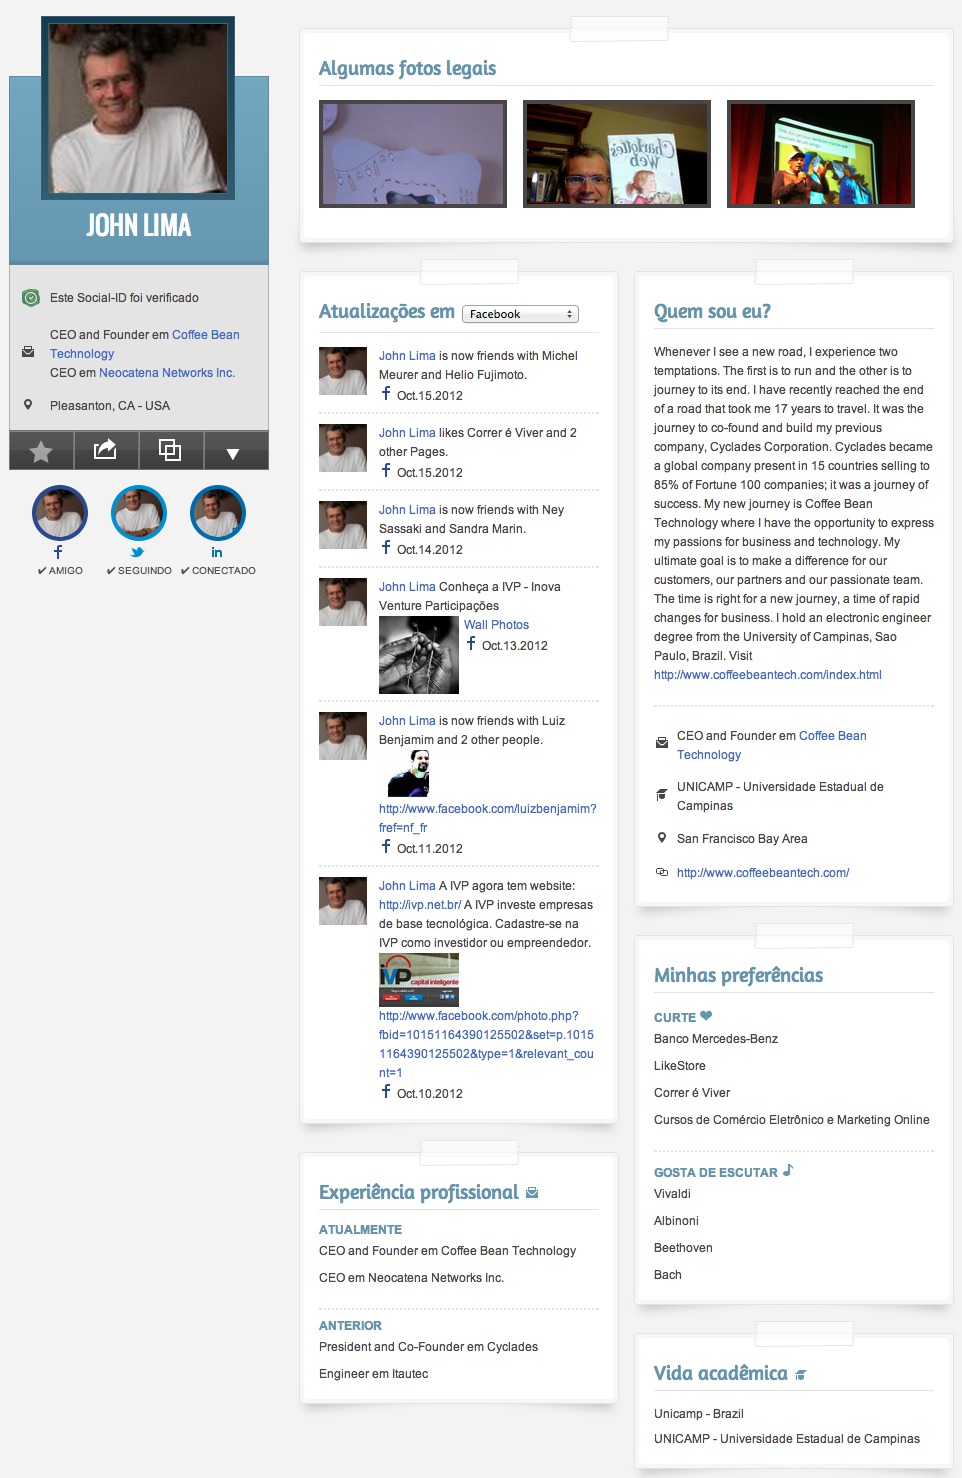 JOHN LIMA
Este Social-ID foi verificado
CEO and Founder em Coffee Bean
Technology
CEO em Neocatena Networks Inc.
Pleasanton, CA - USA
✔ AMIGO
✔ SEGUINDO
✔ CONECTADO
Algumas fotos legais
Charlotte's
Web
Atualizações em Facebook
John Lima is now friends with Michel
Meurer and Helio Fujimoto.
Oct.15.2012
John Lima likes Correr é Viver and 2
other Pages.
Oct.15.2012
John Lima is now friends with Ney
Sassaki and Sandra Marin.
Oct.14.2012
John Lima Conheça a IVP - Inova
Venture Participações
Wall Photos
Oct.13.2012
John Lima is now friends with Luiz
Benjamim and 2 other people.
http://www.facebook.com/luizbenjamim?
fref=nf_fr
Oct.11.2012
John Lima A IVP agora tem website:
http://ivp.net.br/ A IVP investe empresas
de base tecnológica. Cadastre-se na
IVP como investidor ou empreendedor.
iVP capital inteligente
http://www.facebook.com/photo.php?
fbid=10151164390125502&set=p.1015
1164390125502&type=1&relevant_cou
nt=1
Oct.10.2012
Experiência profissional
ATUALMENTE
CEO and Founder em Coffee Bean Technology
CEO em Neocatena Networks Inc.
ANTERIOR
President and Co-Founder em Cyclades
Engineer em Itautec
Quem sou eu?
Whenever I see a new road, I experience two
temptations. The first is to run and the other is to
journey to its end. I have recently reached the end
of a road that took me 17 years to travel. It was the
journey to co-found and build my previous
company, Cyclades Corporation. Cyclades became
a global company present in 15 countries selling to
85% of Fortune 100 companies; it was a journey of
success. My new journey is Coffee Bean
Technology where I have the opportunity to express
my passions for business and technology. My
ultimate goal is to make a difference for our
customers, our partners and our passionate team.
The time is right for a new journey, a time of rapid
changes for business. I hold an electronic engineer
degree from the University of Campinas, Sao
Paulo, Brazil. Visit
http://www.coffeebeantech.com/index.html
CEO and Founder em Coffee Bean
Technology
UNICAMP - Universidade Estadual de
Campinas
San Francisco Bay Area
http://www.coffeebeantech.com/
Minhas preferências
CURTE
Banco Mercedes-Benz
LikeStore
Correr é Viver
Cursos de Comércio Eletrônico e Marketing Online
GOSTA DE ESCUTAR
Vivaldi
Albinoni
Beethoven
Bach
Vida acadêmica
Unicamp - Brazil
UNICAMP - Universidade Estadual de Campinas